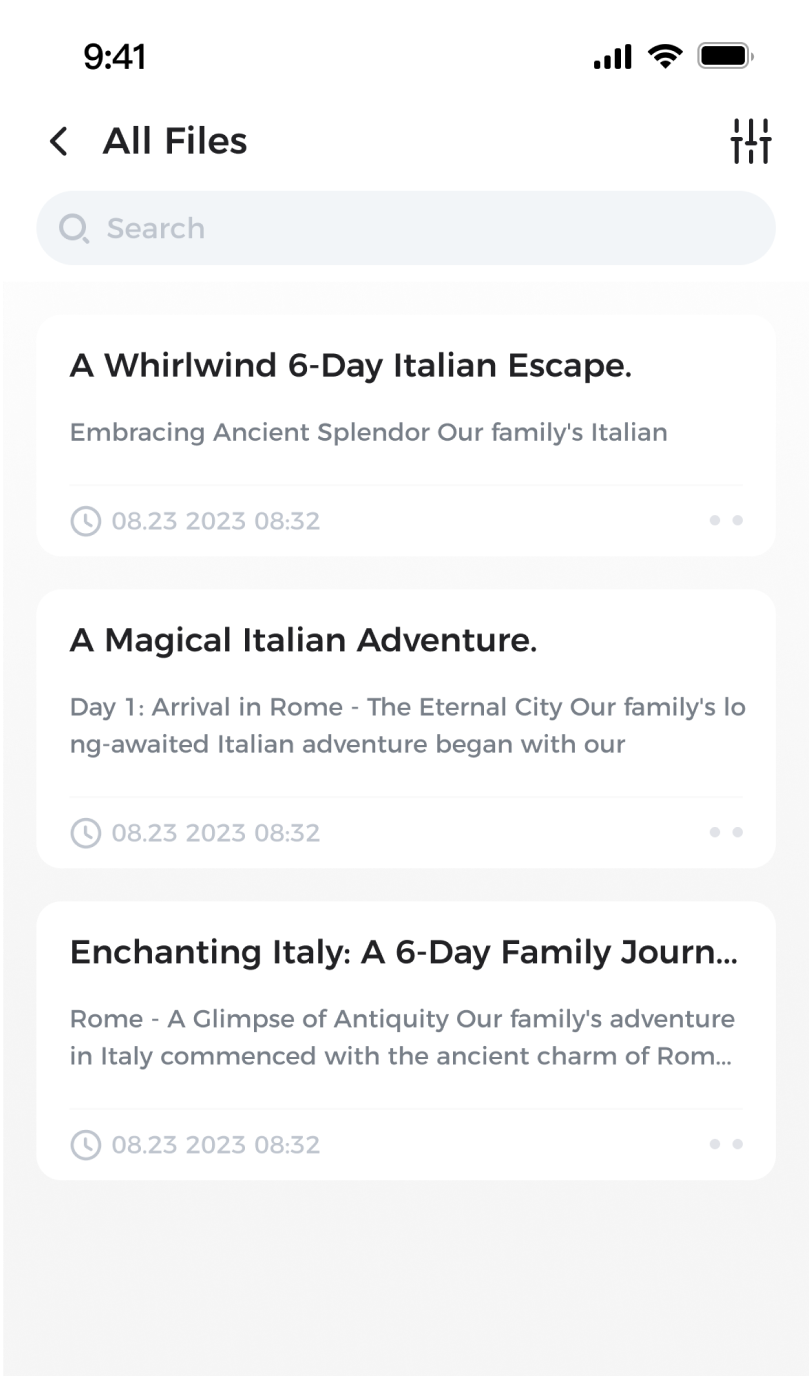 9:41
All Files
Search
A Whirlwind 6-Day Italian Escape.
Embracing Ancient Splendor Our family's Italian
08.23 2023 08:32
A Magical Italian Adventure.
Day 1: Arrival in Rome - The Eternal City Our family's lo
ng-awaited Italian adventure began with our
08.23 2023 08:32
Enchanting Italy: A 6-Day Family Journ...
Rome - A Glimpse of Antiquity Our family's adventure
in Italy commenced with the ancient charm of Rom...
08.23 2023 08:32